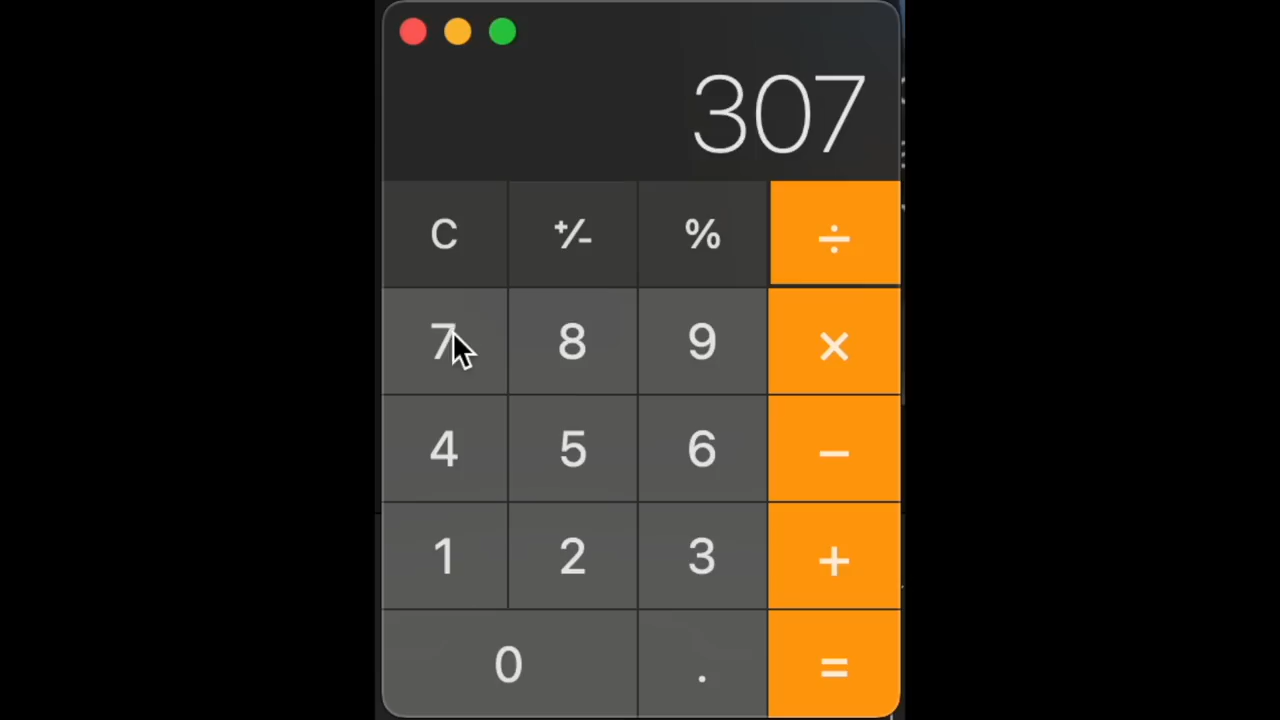 307
C ⁺∕₋ % ÷
7 8 9 ×
4 5 6 −
1 2 3 +
0 . =